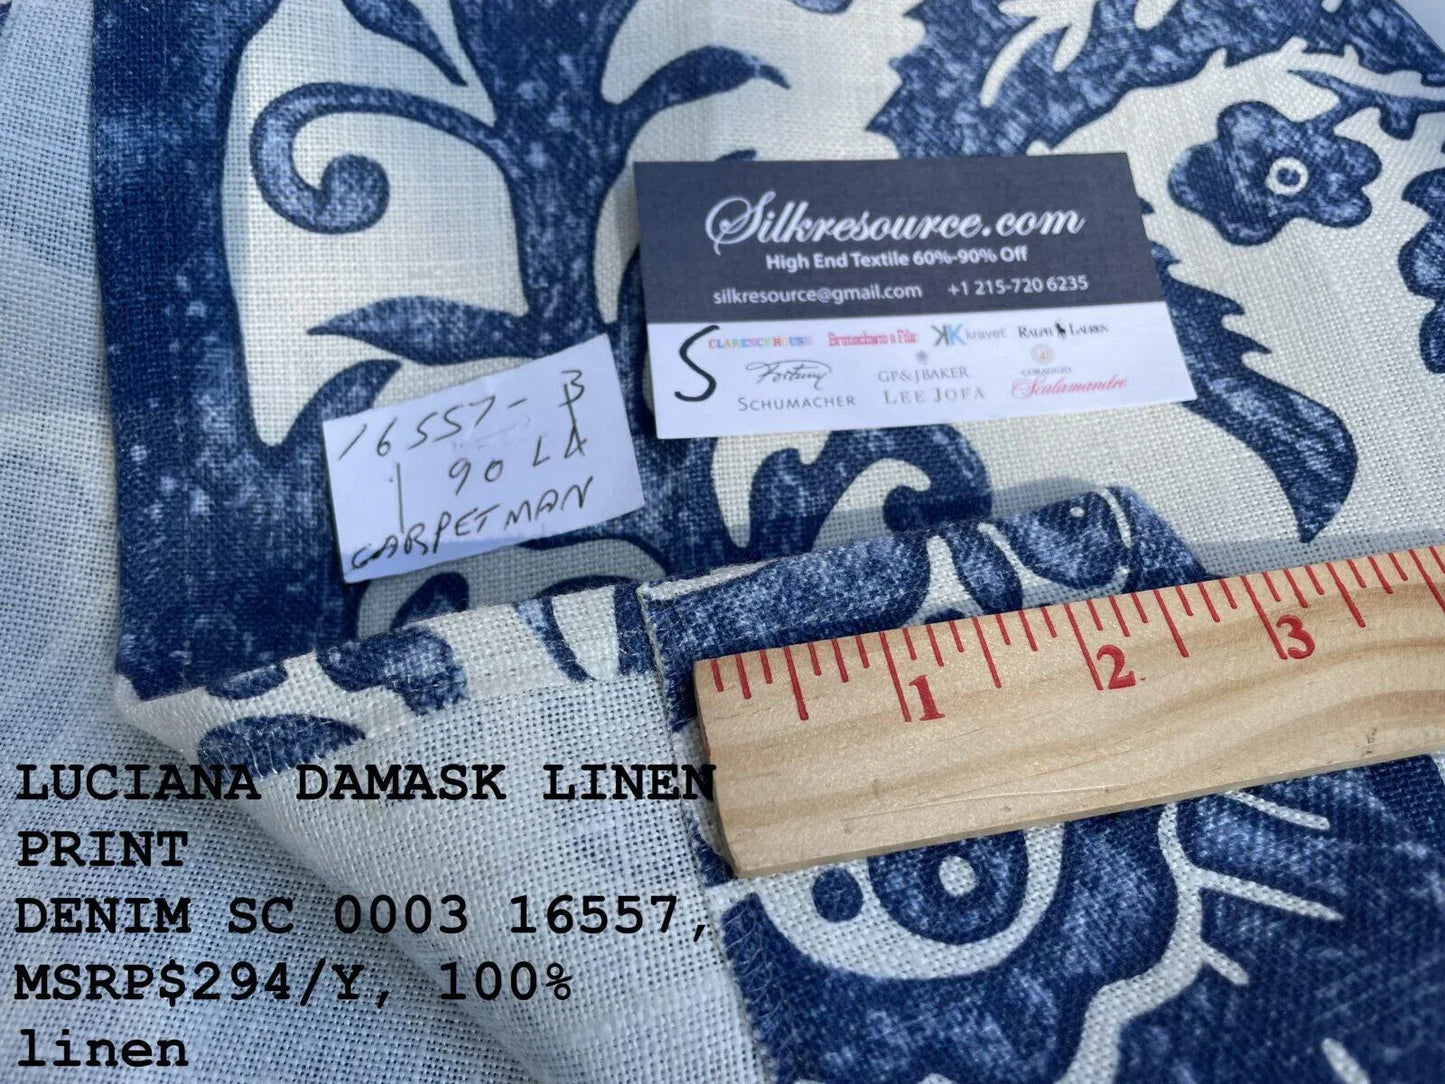 Silkresource.com
High End Textile 60%-90% Off
silkresource@gmail.com +1 215-720 6235
S
CLARENCE HOUSE Brunschwig & Fils kravet RALPH LAUREN
Fortuny GP & J BAKER CORAGGIO
SCHUMACHER LEE JOFA Scalamandre
16557-B
90 LA
CARPETMAN
1 2 3
LUCIANA DAMASK LINEN
PRINT
DENIM SC 0003 16557,
MSRP$294/Y, 100%
linen